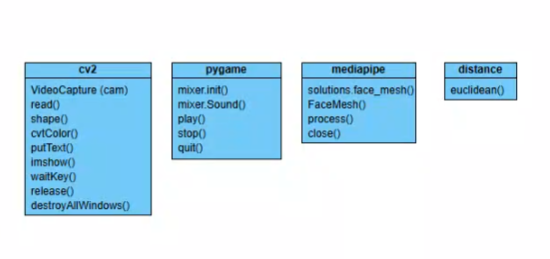 cv2
VideoCapture (cam)
read()
shape()
cvtColor()
putText()
imshow()
waitKey()
release()
destroyAllWindows()
pygame
mixer.init()
mixer.Sound()
play()
stop()
quit()
mediapipe
solutions.face_mesh()
FaceMesh()
process()
close()
distance
euclidean()